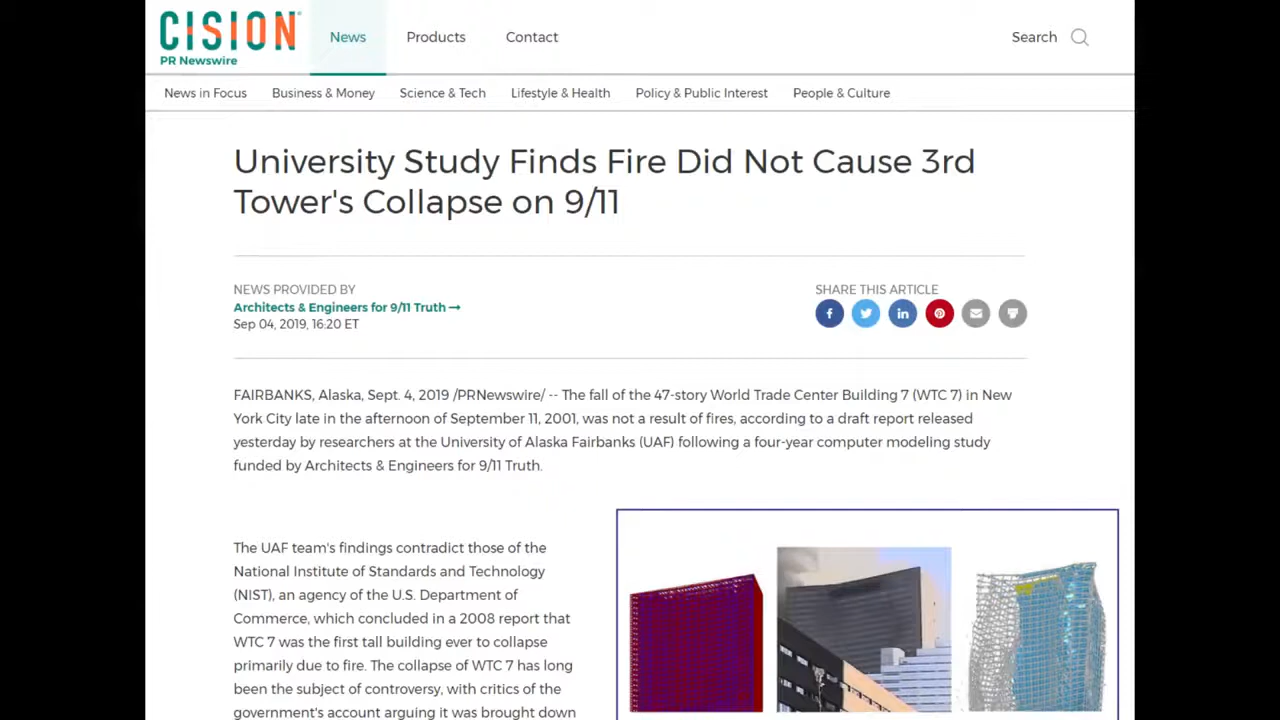 CISION
PR Newswire
News
Products
Contact
Search
News in Focus
Business & Money
Science & Tech
Lifestyle & Health
Policy & Public Interest
People & Culture
University Study Finds Fire Did Not Cause 3rd
Tower's Collapse on 9/11
NEWS PROVIDED BY
Architects & Engineers for 9/11 Truth
Sep 04, 2019, 16:20 ET
SHARE THIS ARTICLE
FAIRBANKS, Alaska, Sept. 4, 2019 /PRNewswire/ -- The fall of the 47-story World Trade Center Building 7 (WTC 7) in New
York City late in the afternoon of September 11, 2001, was not a result of fires, according to a draft report released
yesterday by researchers at the University of Alaska Fairbanks (UAF) following a four-year computer modeling study
funded by Architects & Engineers for 9/11 Truth.
The UAF team's findings contradict those of the
National Institute of Standards and Technology
(NIST), an agency of the U.S. Department of
Commerce, which concluded in a 2008 report that
WTC 7 was the first tall building ever to collapse
primarily due to fire. The collapse of WTC 7 has long
been the subject of controversy, with critics of the
government's account arguing it was brought down